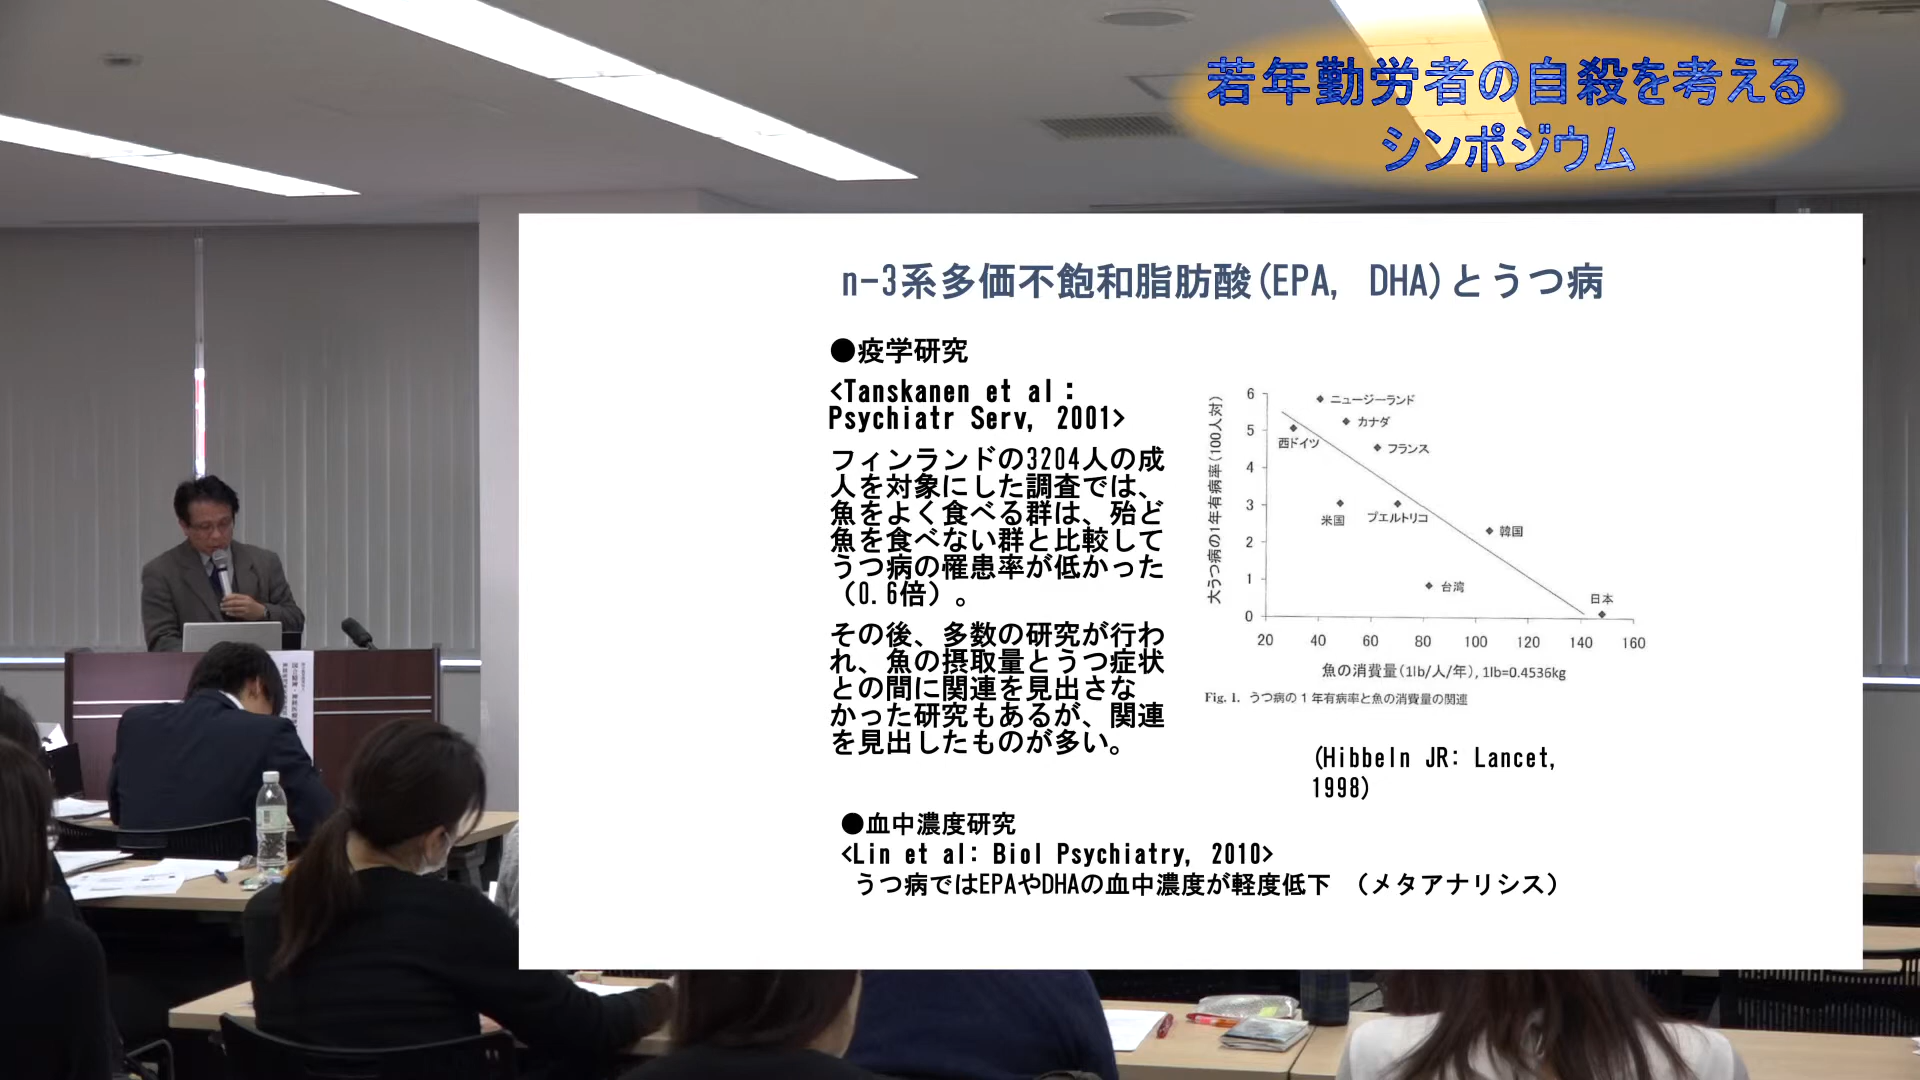 若年勤労者の自殺を考える
シンポジウム
n-3系多価不飽和脂肪酸(EPA, DHA)とうつ病
●疫学研究
<Tanskanen et al：
Psychiatr Serv, 2001>
フィンランドの3204人の成
人を対象にした調査では、
魚をよく食べる群は、殆ど
魚を食べない群と比較して
うつ病の罹患率が低かった
（0.6倍）。
その後、多数の研究が行わ
れ、魚の摂取量とうつ症状
との間に関連を見出さな
かった研究もあるが、関連
を見出したものが多い。
大うつ病の1年有病率(100人対)
6
5
4
3
2
1
0
ニュージーランド
カナダ
西ドイツ
フランス
米国
プエルトリコ
韓国
台湾
日本
20 40 60 80 100 120 140 160
魚の消費量(1lb/人/年), 1lb=0.4536kg
Fig. 1. うつ病の1年有病率と魚の消費量の関連
(Hibbeln JR: Lancet,
1998)
●血中濃度研究
<Lin et al: Biol Psychiatry, 2010>
うつ病ではEPAやDHAの血中濃度が軽度低下 （メタアナリシス）